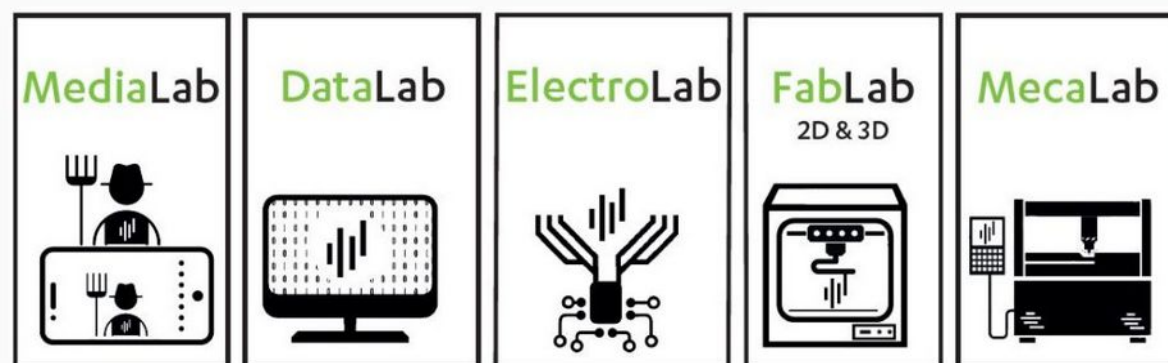 MediaLab
DataLab
ElectroLab
FabLab
2D & 3D
MecaLab